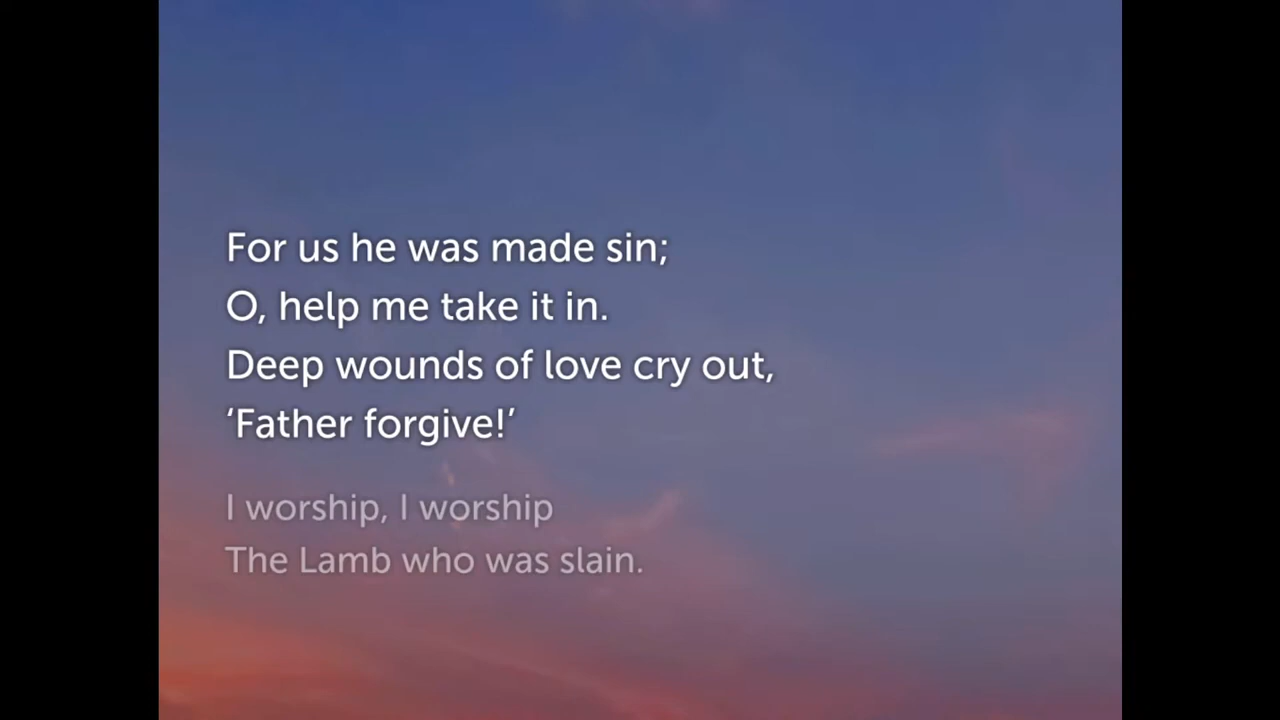 For us he was made sin;
O, help me take it in.
Deep wounds of love cry out,
‘Father forgive!’
I worship, I worship
The Lamb who was slain.